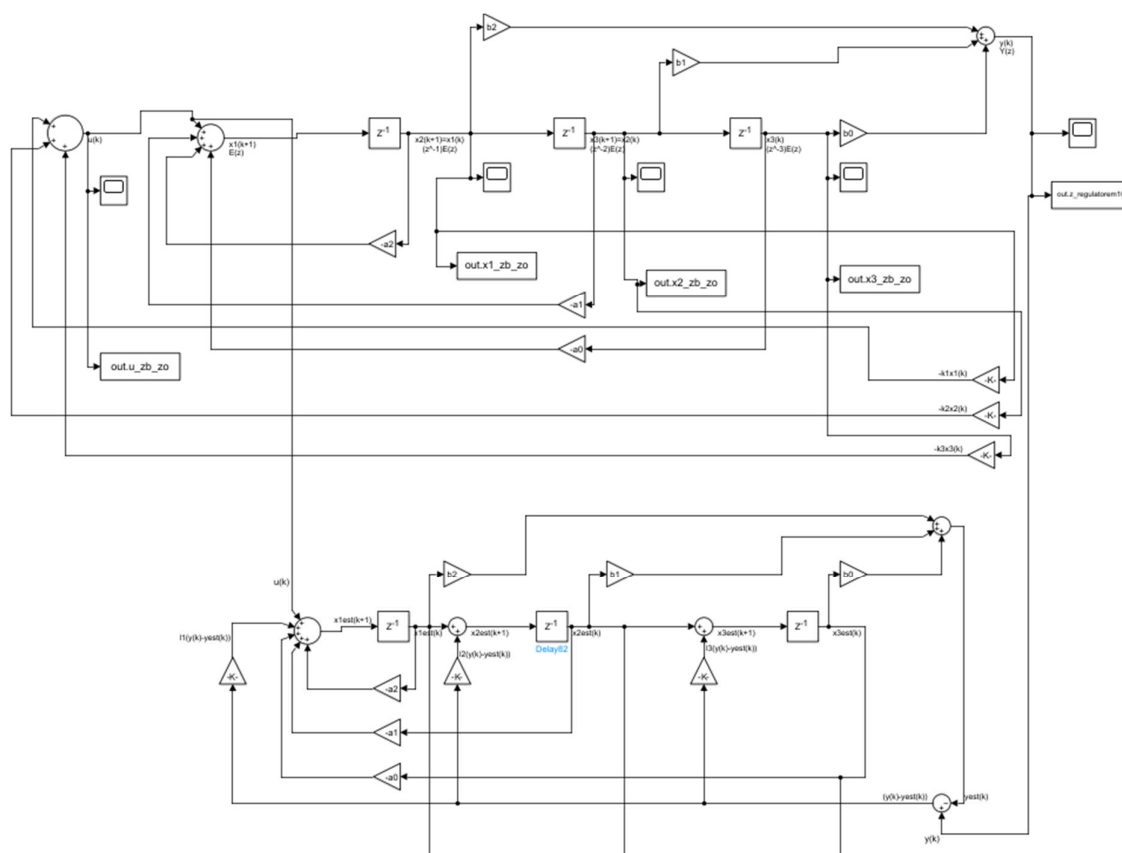 b2
y(k)
Y(z)
b1
u(k)
x1(k+1)
E(z)
z-1
x2(k+1)=x1(k)
(z^-1)E(z)
z-1
x3(k+1)=x2(k)
(z^-2)E(z)
z-1
x3(k)
(z^-3)E(z)
b0
-a2
out.x1_zb_zo
-a1
out.x2_zb_zo
out.x3_zb_zo
-a0
out.u_zb_zo
-k1x1(k)
-K-
-k2x2(k)
-K-
-k3x3(k)
-K-
u(k)
b2
b1
b0
l1(y(k)-yest(k))
x1est(k+1)
z-1
x1est(k)
x2est(k+1)
z-1
Delay82
x2est(k)
x3est(k+1)
z-1
x3est(k)
l2(y(k)-yest(k))
l3(y(k)-yest(k))
-K-
-a2
-K-
-K-
-a1
-a0
(y(k)-yest(k))
yest(k)
y(k)